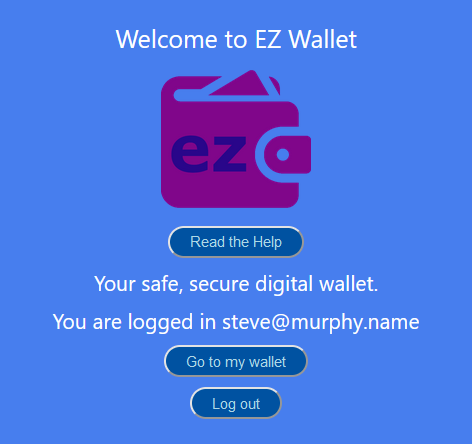 Welcome to EZ Wallet
ez
Read the Help
Your safe, secure digital wallet.
You are logged in steve@murphy.name
Go to my wallet
Log out